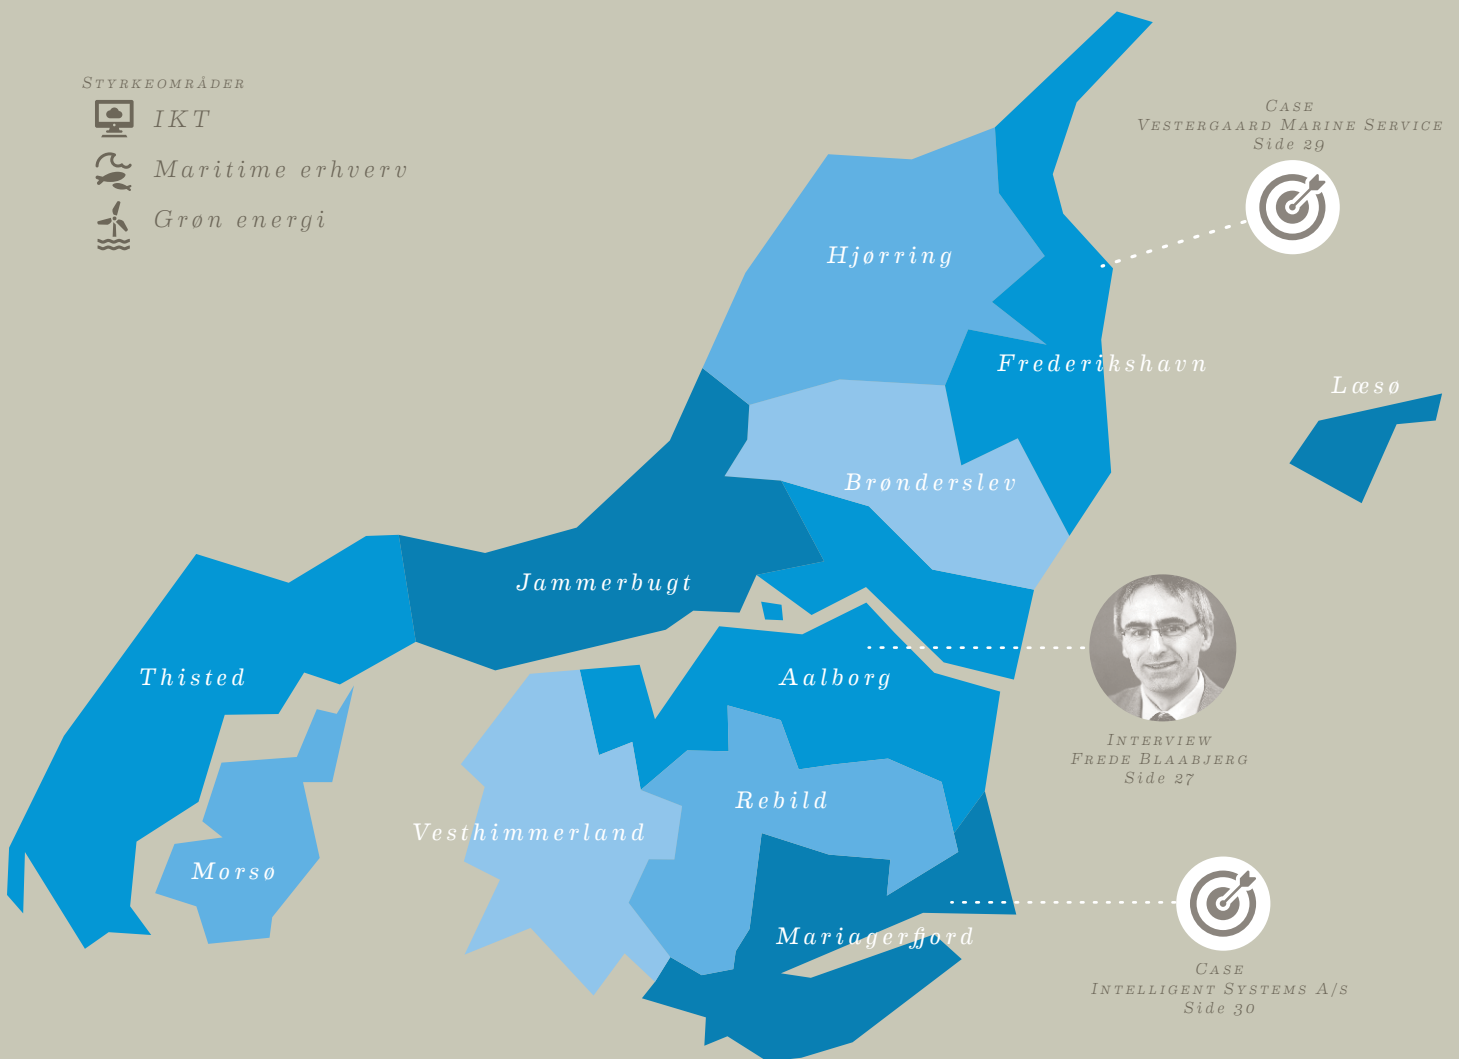 Styrkeområder
IKT
Maritime erhverv
Grøn energi
Case
Vestergaard Marine Service
Side 29
Hjørring
Frederikshavn
Læsø
Brønderslev
Jammerbugt
Thisted
Aalborg
Interview
Frede Blaabjerg
Side 27
Rebild
Vesthimmerland
Morsø
Mariagerfjord
Case
Intelligent Systems A/s
Side 30